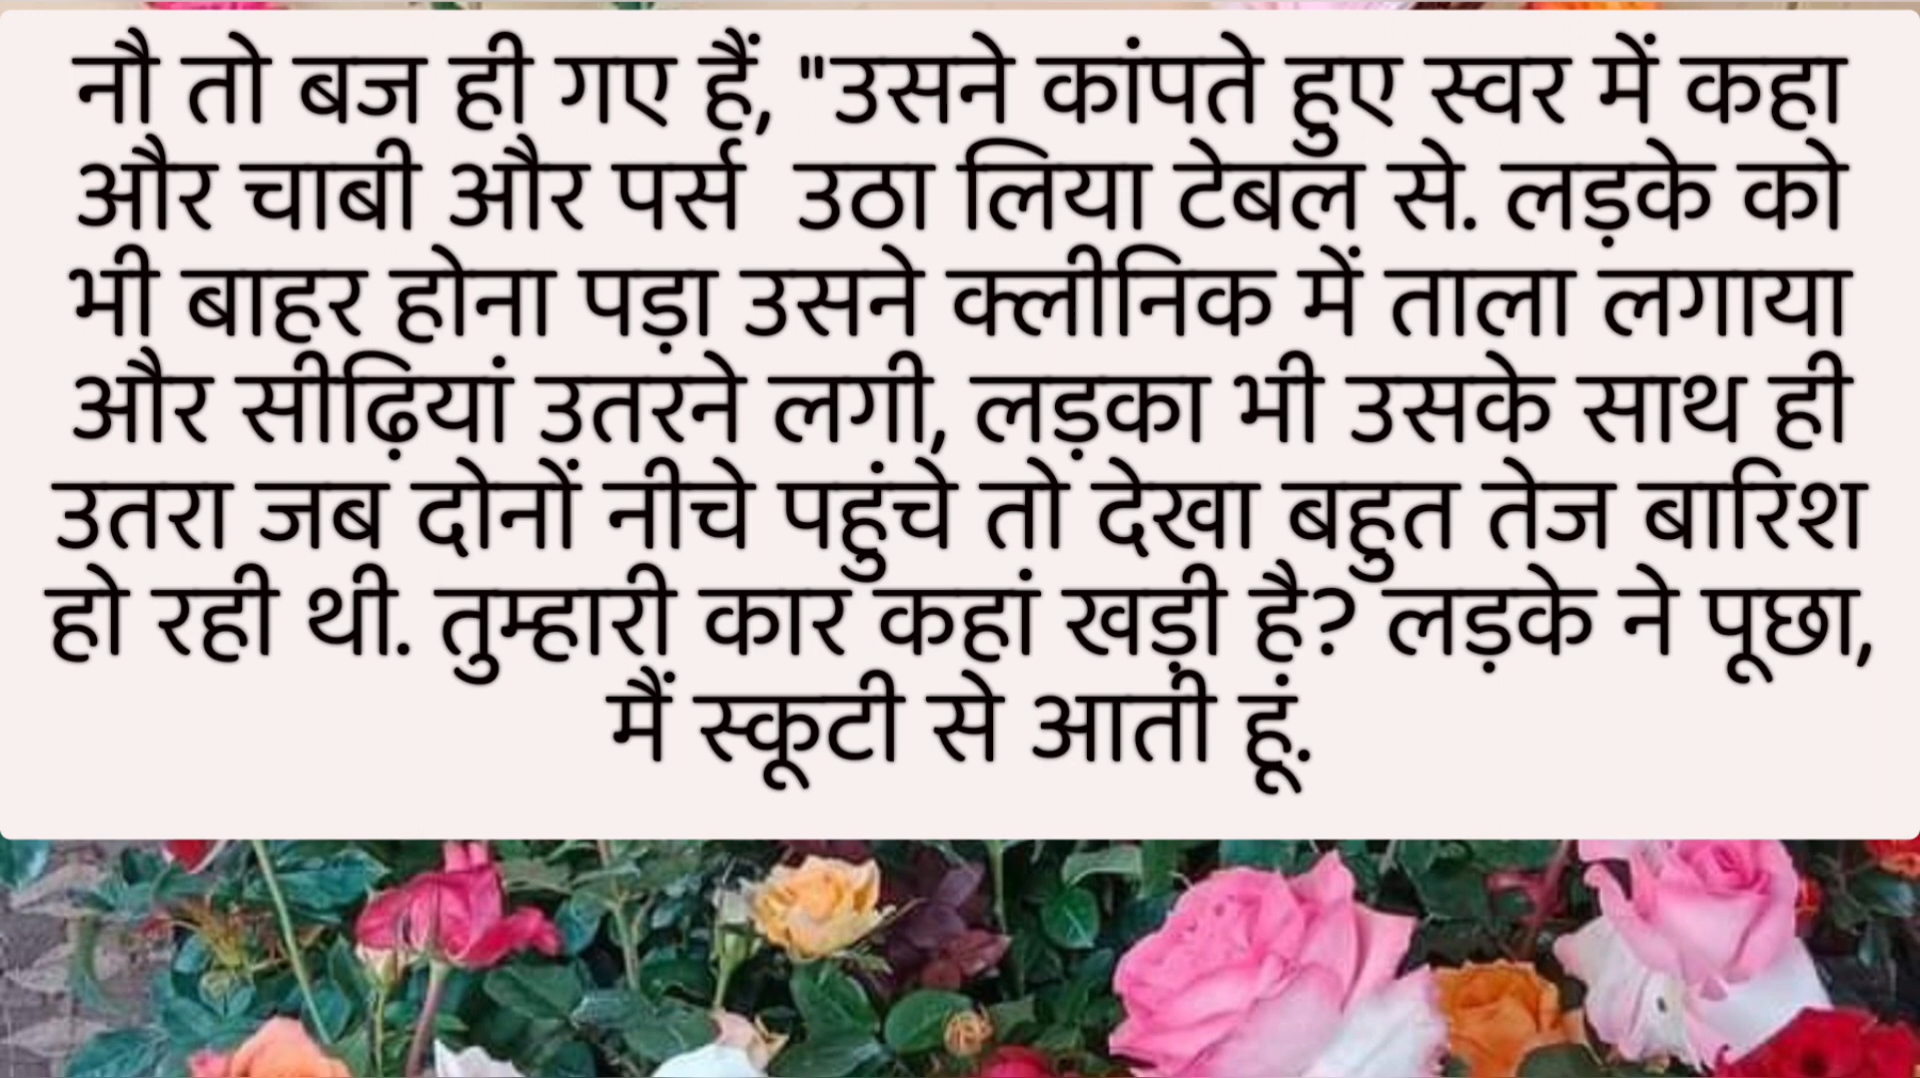 नौ तो बज ही गए हैं, "उसने कांपते हुए स्वर में कहा
और चाबी और पर्स  उठा लिया टेबल से. लड़के को
भी बाहर होना पड़ा उसने क्लीनिक में ताला लगाया
और सीढ़ियां उतरने लगी, लड़का भी उसके साथ ही
उतरा जब दोनों नीचे पहुंचे तो देखा बहुत तेज बारिश
हो रही थी. तुम्हारी कार कहां खड़ी है? लड़के ने पूछा,
मैं स्कूटी से आती हूं.